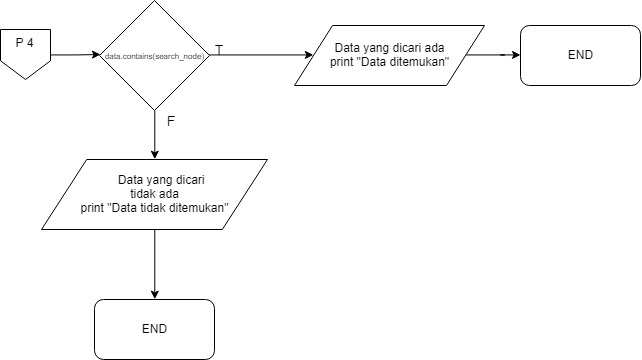 P 4
data.contains(search_node)
T
Data yang dicari ada
print "Data ditemukan"
END
F
Data yang dicari
tidak ada
print "Data tidak ditemukan"
END